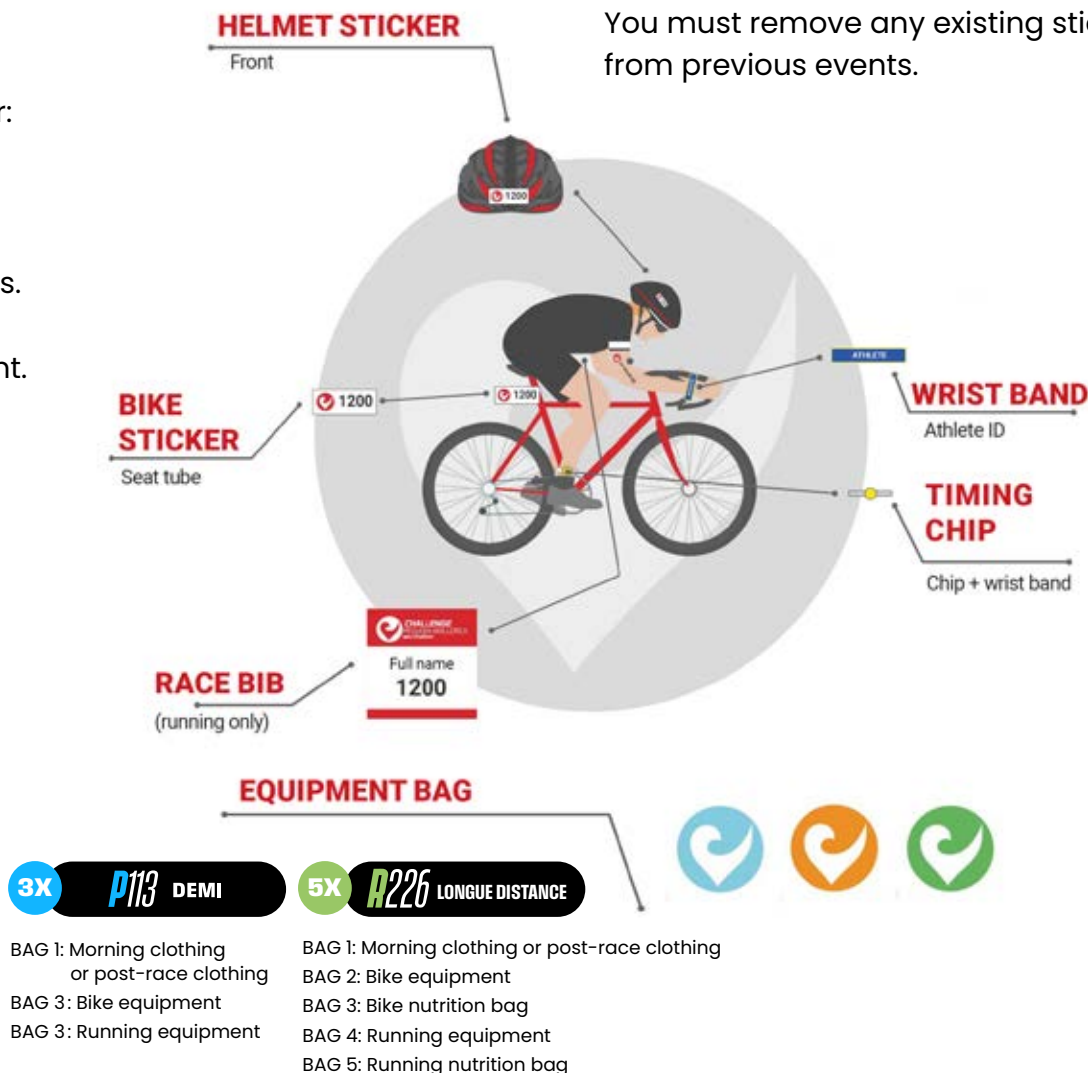 HELMET STICKER
Front
You must remove any existing stic
from previous events.
r:
s.
nt.
1200
ATHLETE
WRIST BAND
Athlete ID
BIKE
STICKER
Seat tube
1200
1200
TIMING
CHIP
Chip + wrist band
CHALLENGE
Full name
1200
RACE BIB
(running only)
EQUIPMENT BAG
3X P113 DEMI
BAG 1: Morning clothing
or post-race clothing
BAG 3: Bike equipment
BAG 3: Running equipment
5X A226 LONGUE DISTANCE
BAG 1: Morning clothing or post-race clothing
BAG 2: Bike equipment
BAG 3: Bike nutrition bag
BAG 4: Running equipment
BAG 5: Running nutrition bag